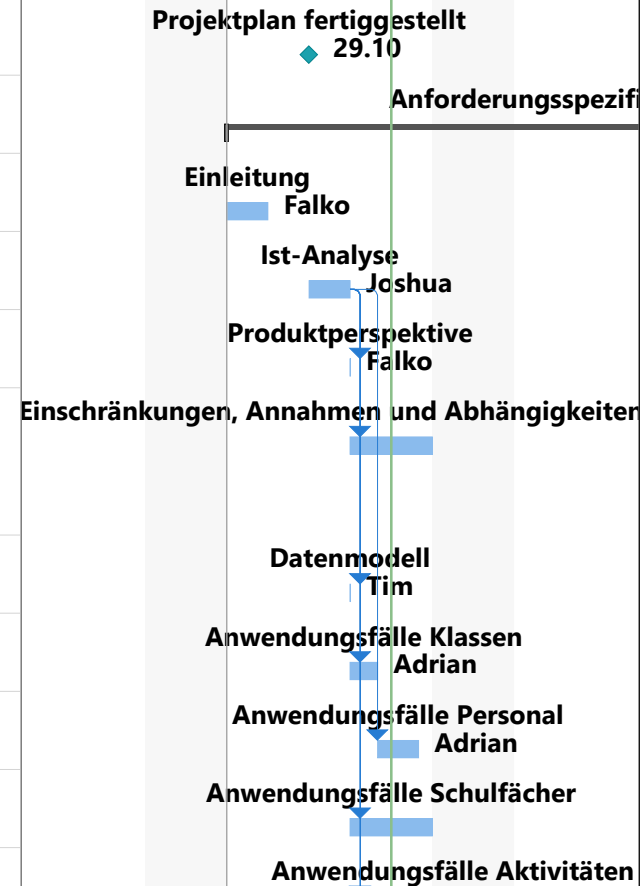 Projektplan fertiggestellt
29.10
Anforderungsspezifi
Einleitung
Falko
Ist-Analyse
Joshua
Produktperspektive
Falko
Einschränkungen, Annahmen und Abhängigkeiten
Datenmodell
Tim
Anwendungsfälle Klassen
Adrian
Anwendungsfälle Personal
Adrian
Anwendungsfälle Schulfächer
Anwendungsfälle Aktivitäten